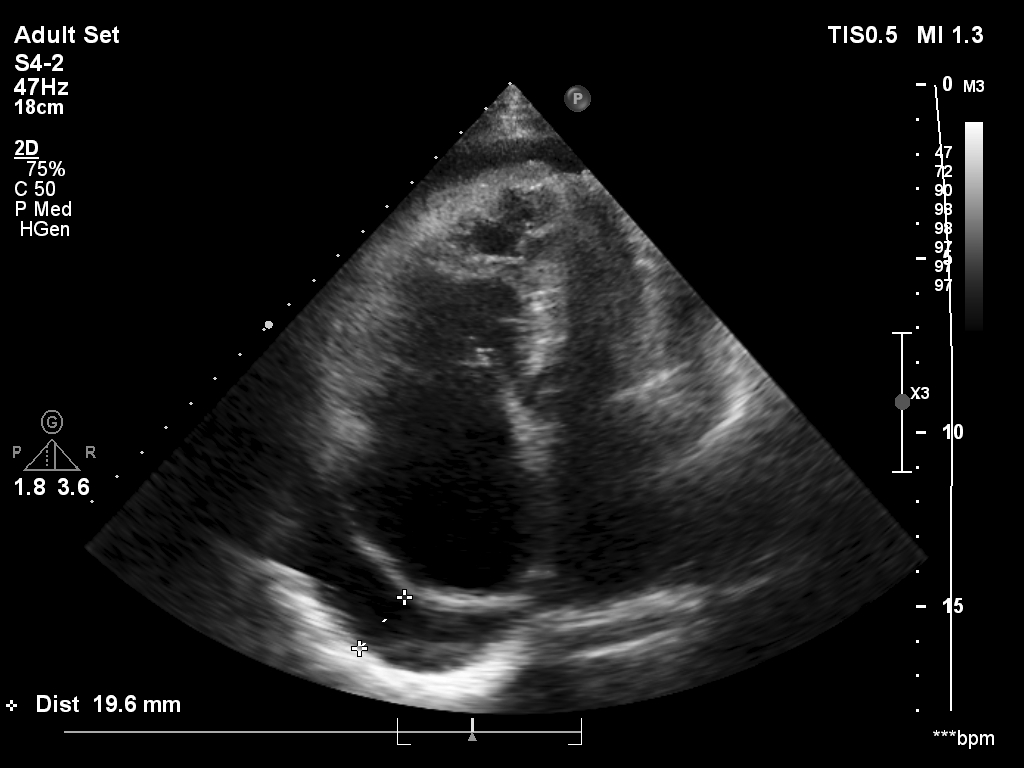 Adult Set
TIS0.5 MI 1.3
S4-2
47Hz
18cm
2D
75%
C 50
P Med
HGen
P
0 M3
47
72
90
98
98
97
5
97
97
X3
10
G
P R
1.8 3.6
15
Dist 19.6 mm
***bpm